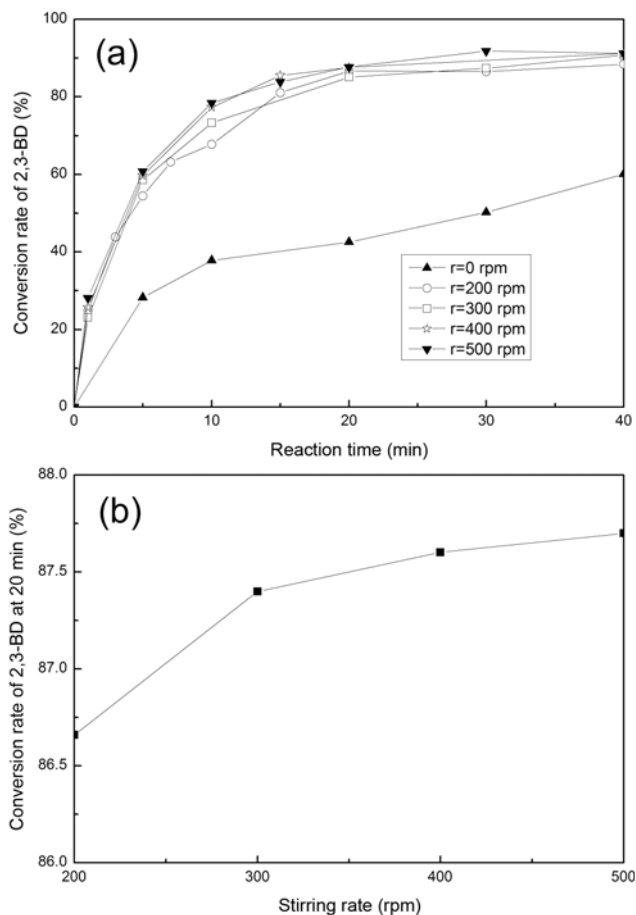 (a)
Conversion rate of 2,3-BD (%)
100
80
60
40
20
0
r=0 rpm
r=200 rpm
r=300 rpm
r=400 rpm
r=500 rpm
0 10 20 30 40
Reaction time (min)
(b)
Conversion rate of 2,3-BD at 20 min (%)
88.0
87.5
87.0
86.5
86.0
200 300 400 500
Stirring rate (rpm)